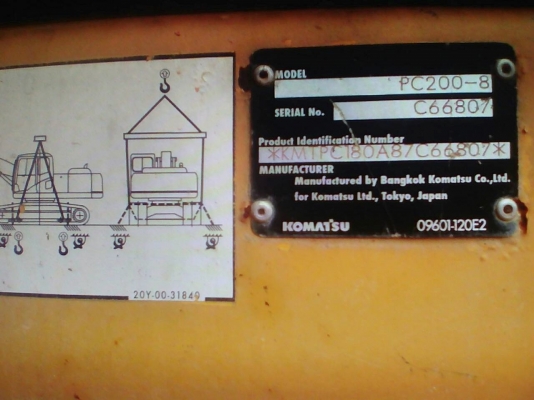 MODEL
PC200-8
SERIAL No.
C66807
Product Identification Number
*KMTPC180A87C66807*
MANUFACTURER
Manufactured by Bangkok Komatsu Co.,Ltd.
for Komatsu Ltd., Tokyo, Japan
KOMATSU
09601-120E2
20Y-00-31849